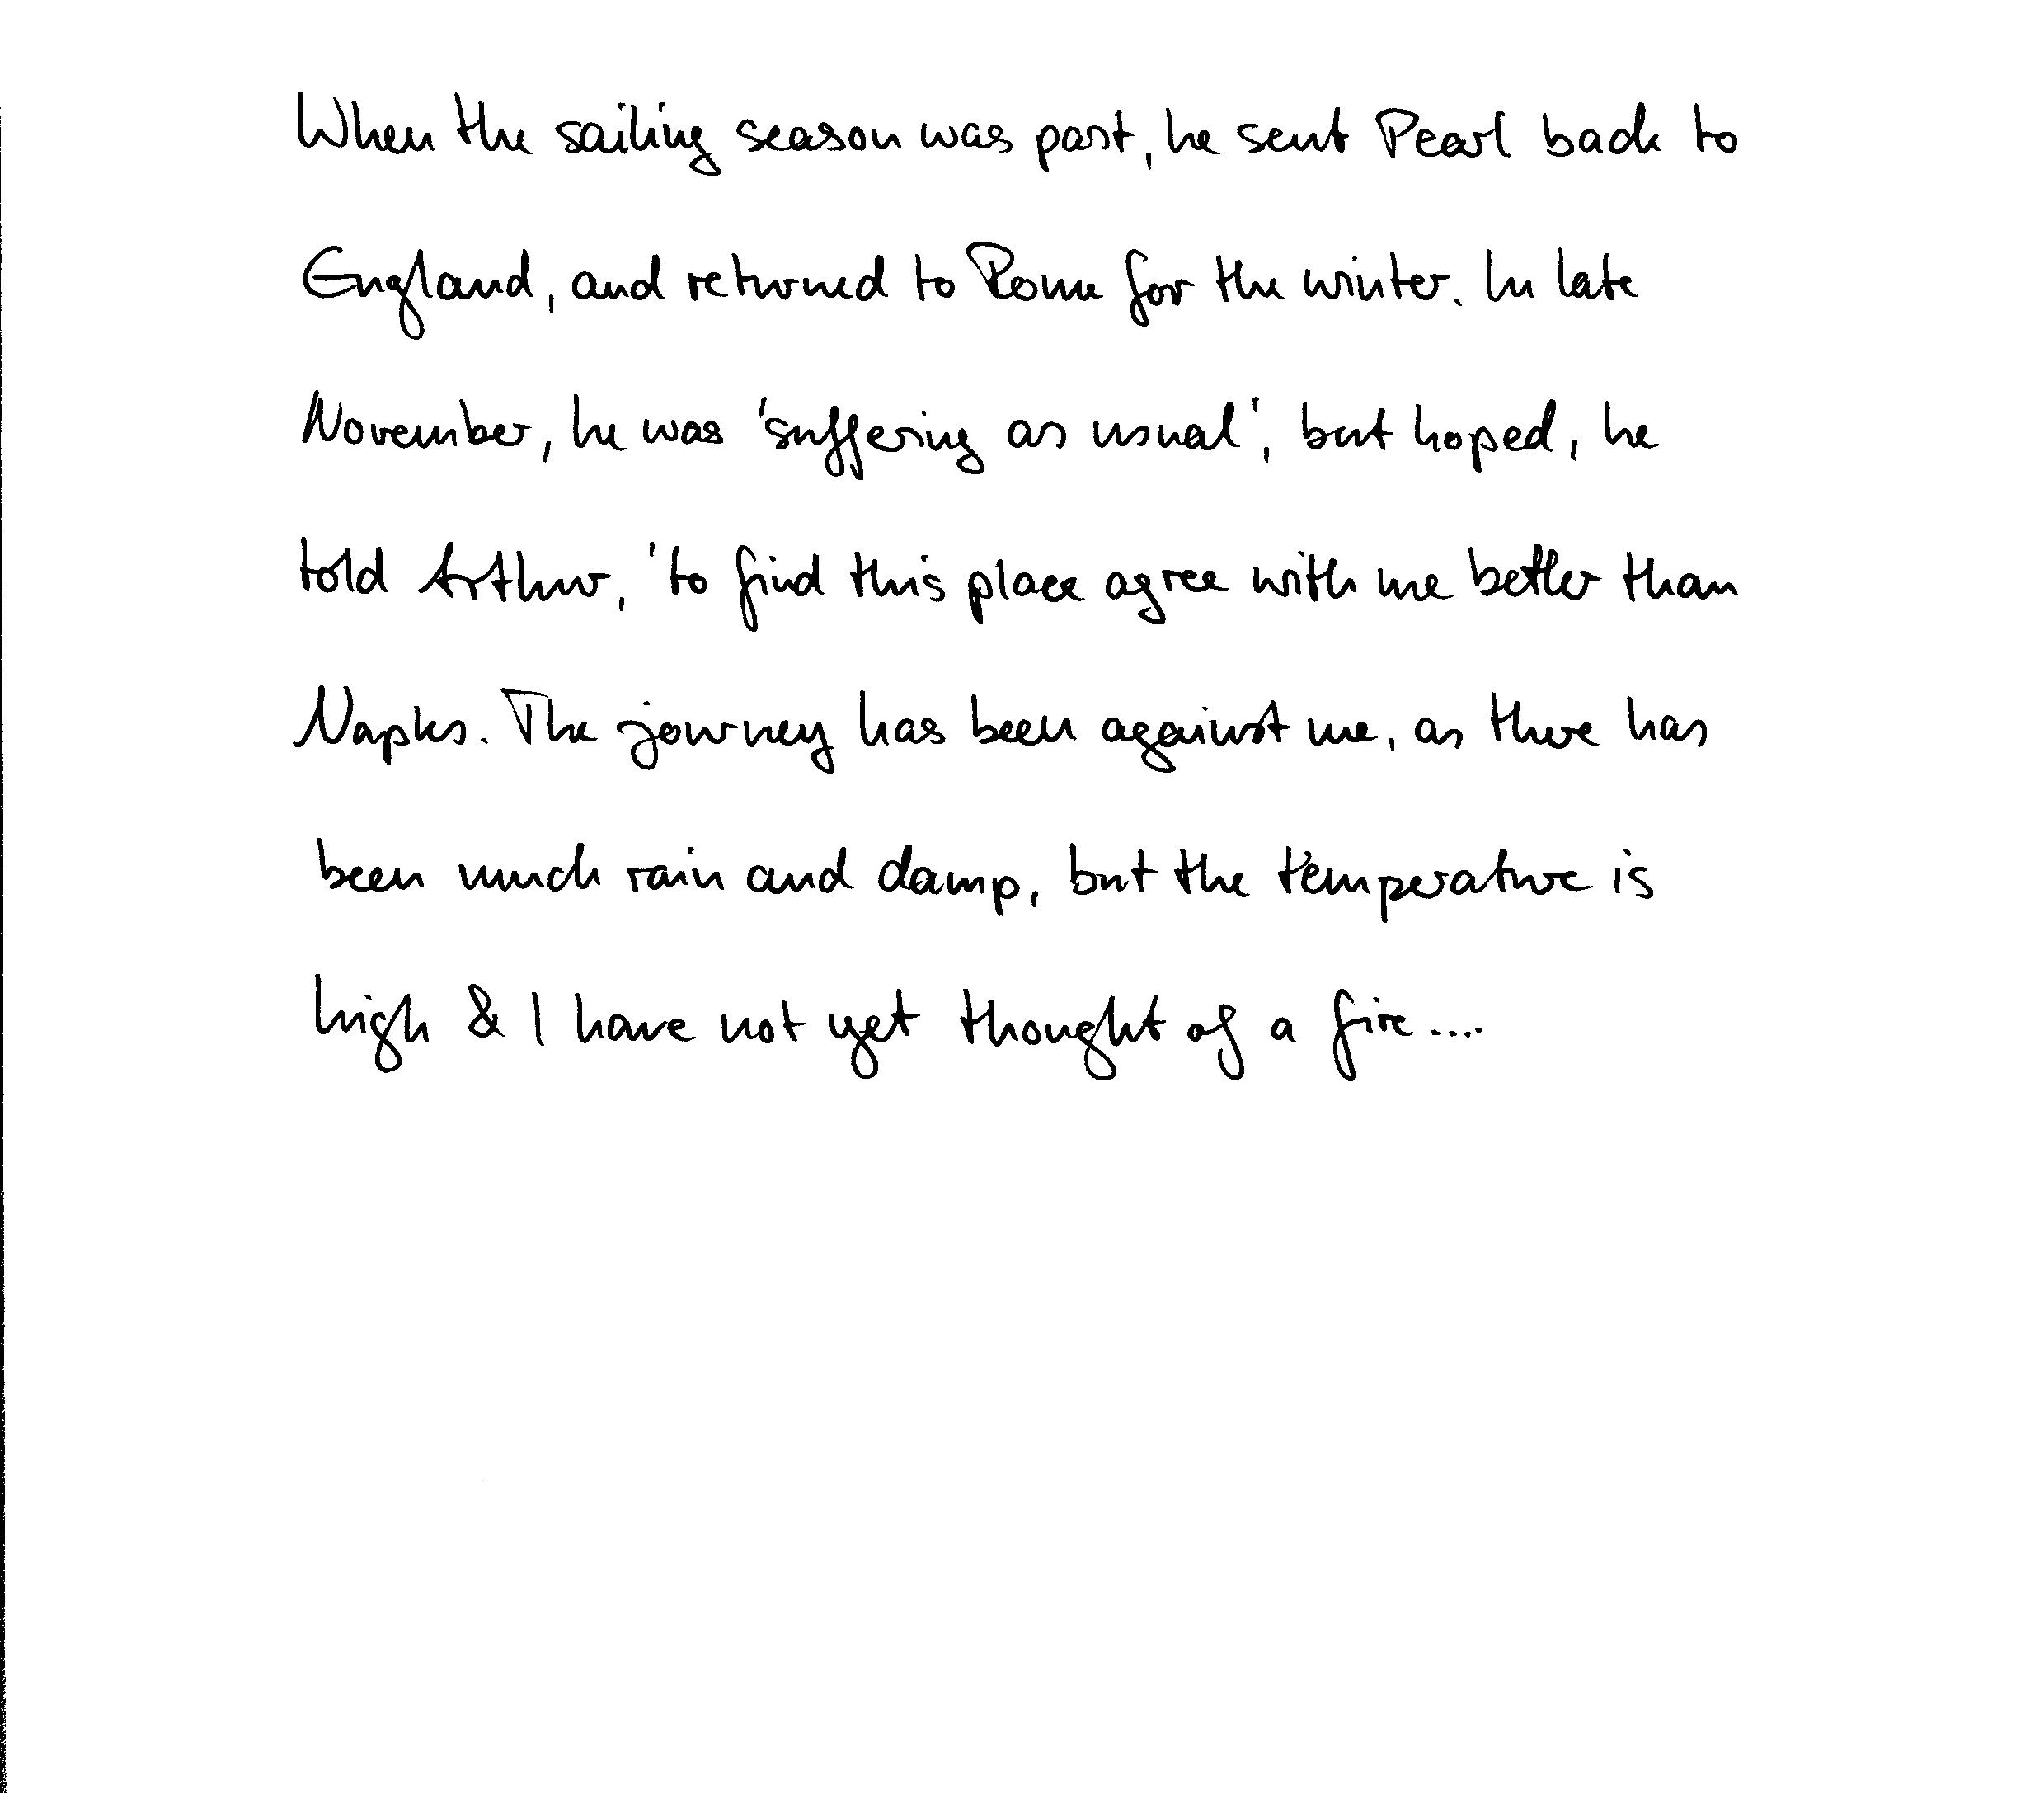 When the sailing season was past, he sent Pearl back to
England, and returned to Rome for the winter. In late
November, he was 'suffering as usual', but hoped, he
told Arthur, 'to find this place agree with me better than
Naples. The journey has been against me, as there has
been much rain and damp, but the temperature is
high & I have not yet thought of a fire....